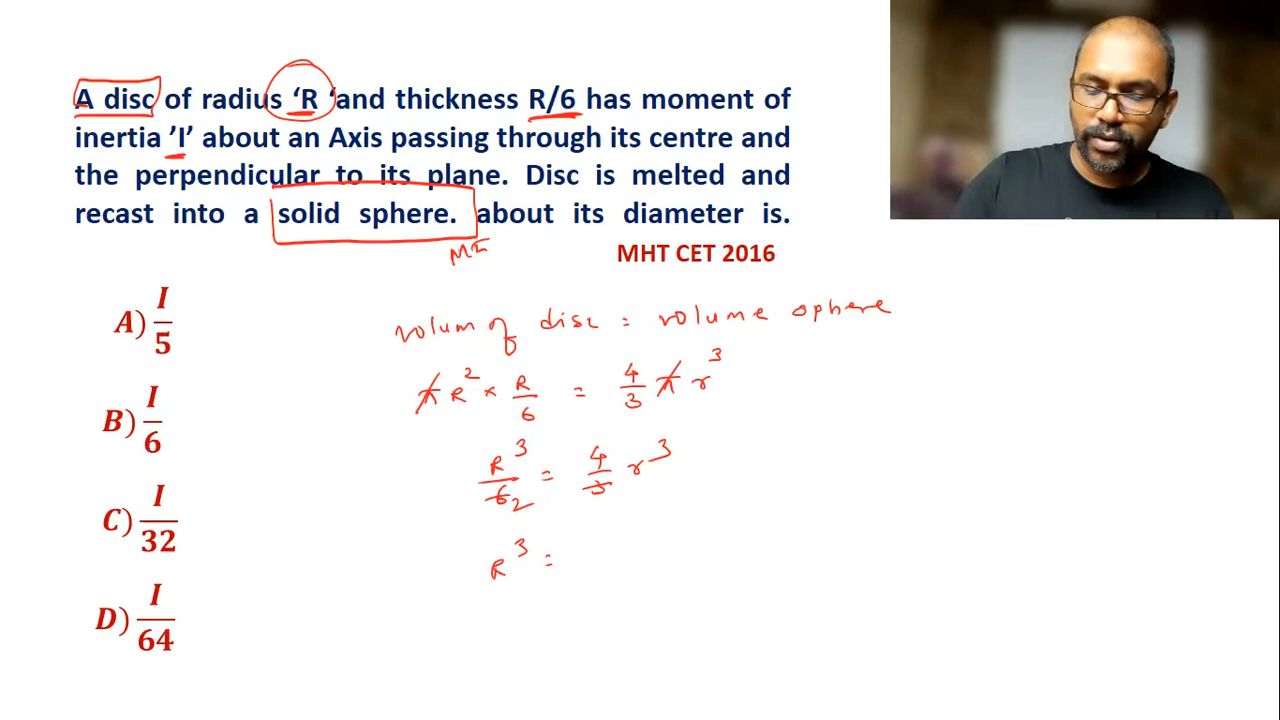 A disc of radius ‘R ‘and thickness R/6 has moment of
inertia ’I’ about an Axis passing through its centre and
the perpendicular to its plane. Disc is melted and
recast into a solid sphere. about its diameter is.
MI
MHT CET 2016
A) I/5
B) I/6
C) I/32
D) I/64
volum of disc = volume sphere
π R² × R/6 = 4/3 π r³
R³/6 2 = 4/3 r³
R³ =